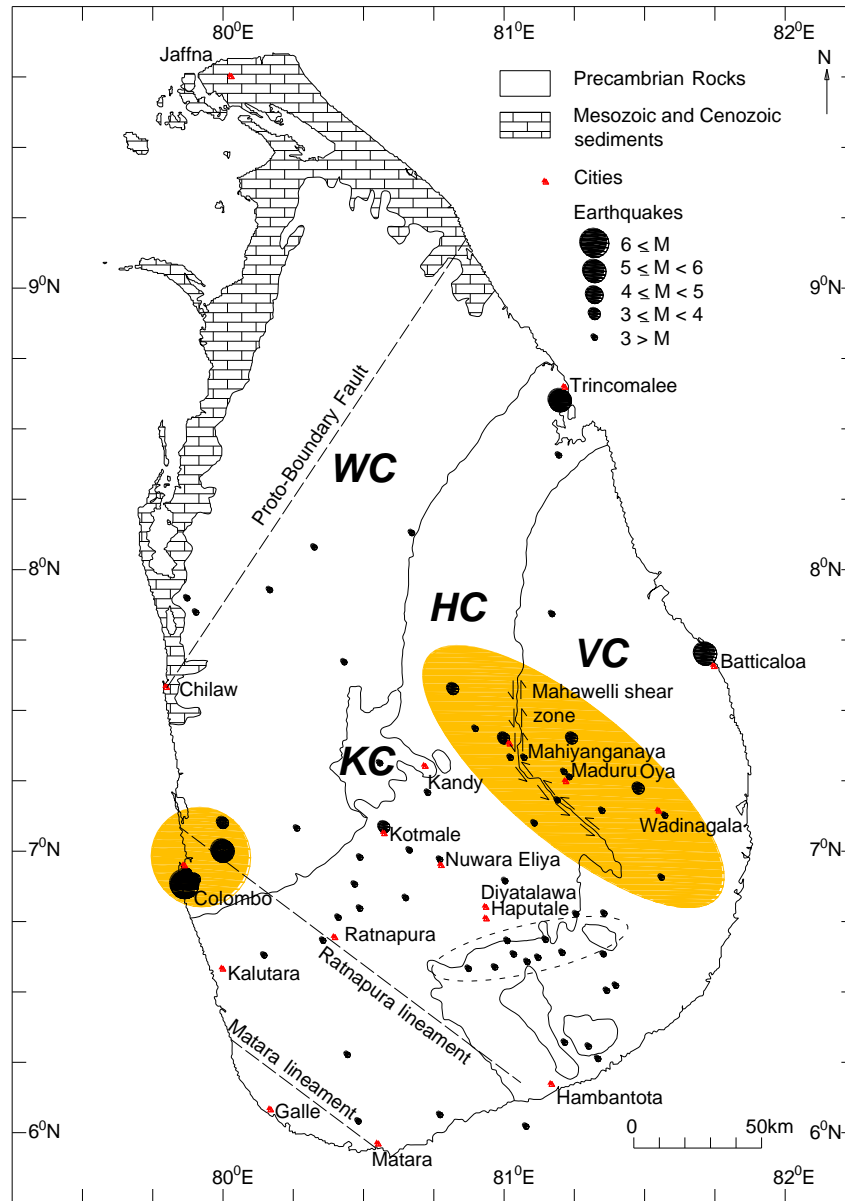 80⁰E 81⁰E 82⁰E
Jaffna
N
Precambrian Rocks
Mesozoic and Cenozoic
sediments
Cities
Earthquakes
6 ≤ M
5 ≤ M < 6
4 ≤ M < 5
3 ≤ M < 4
3 > M
9⁰N 9⁰N
Trincomalee
Proto-Boundary Fault
WC
8⁰N 8⁰N
HC
VC
Batticaloa
Chilaw
Mahawelli shear
zone
KC
Mahiyanganaya
Kandy
Maduru Oya
Wadinagala
Kotmale
7⁰N 7⁰N
Nuwara Eliya
Colombo
Diyatalawa
Haputale
Ratnapura
Kalutara
Ratnapura lineament
Matara lineament
Hambantota
Galle
6⁰N 6⁰N
0 50km
Matara
80⁰E 81⁰E 82⁰E